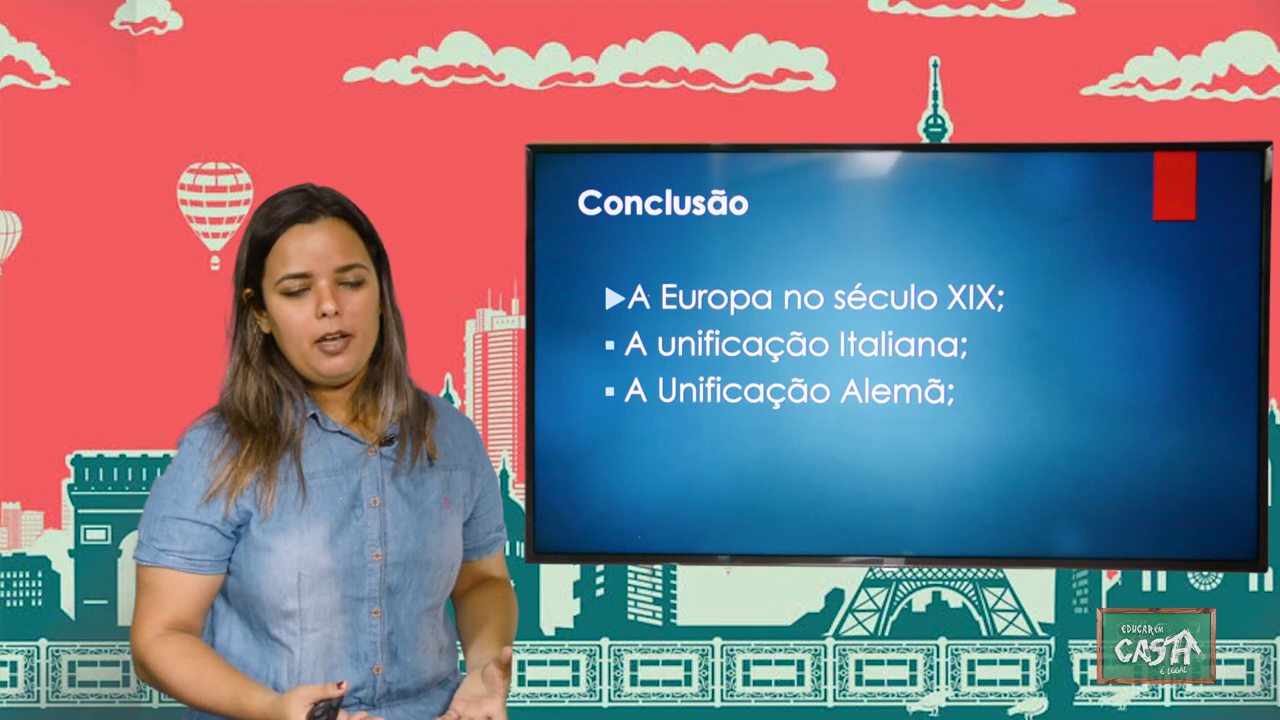 Conclusão
▶A Europa no século XIX;
▪ A unificação Italiana;
▪ A Unificação Alemã;
EDUCAR EM
CASA
É LEGAL